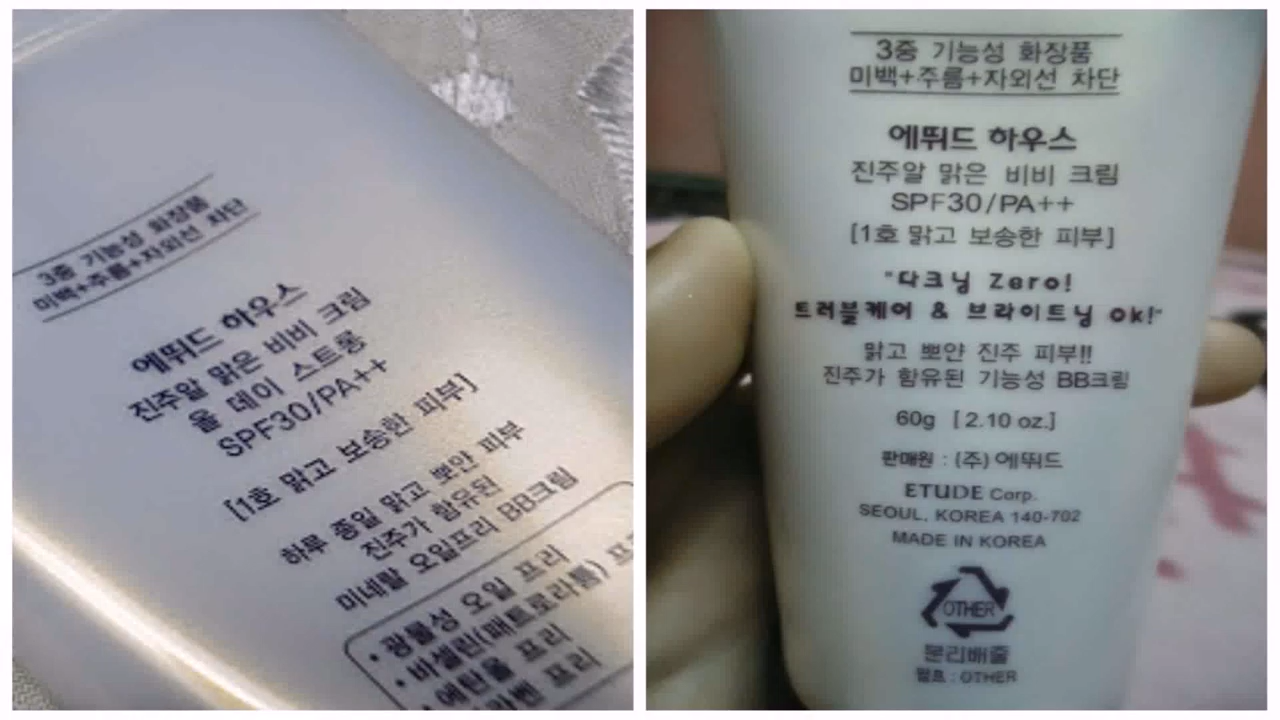 3중 기능성 화장품
미백+주름+자외선 차단
에뛰드 하우스
진주알 맑은 비비 크림
올 데이 스트롱
SPF30/PA++
[1호 맑고 보송한 피부]
하루 종일 맑고 뽀얀 피부
진주가 함유된
미네랄 오일프리 BB크림
• 광물성 오일 프리
• 비셀린(패트로라튬)
• 에탄올 프리
프리
3중 기능성 화장품
미백+주름+자외선 차단
에뛰드 하우스
진주알 맑은 비비 크림
SPF30/PA++
[1호 맑고 보송한 피부]
"다크닝 Zero!
트러블케어 & 브라이트닝 Ok!"
맑고 뽀얀 진주 피부!!
진주가 함유된 기능성 BB크림
60g [2.10 oz.]
판매원 : (주) 에뛰드
ETUDE Corp.
SEOUL, KOREA 140-702
MADE IN KOREA
OTHER
분리배출
펌프 : OTHER